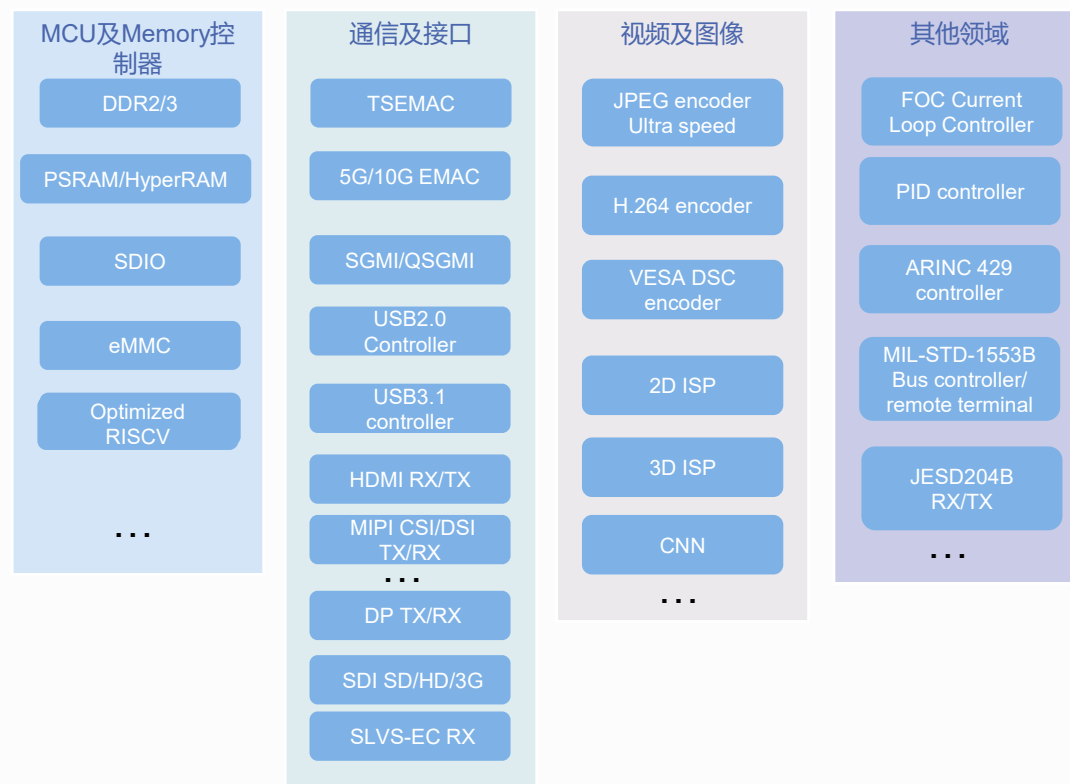 MCU及Memory控
制器
DDR2/3
PSRAM/HyperRAM
SDIO
eMMC
Optimized
RISCV
...
通信及接口
TSEMAC
5G/10G EMAC
SGMI/QSGMI
USB2.0
Controller
USB3.1
controller
HDMI RX/TX
MIPI CSI/DSI
TX/RX
...
DP TX/RX
SDI SD/HD/3G
SLVS-EC RX
视频及图像
JPEG encoder
Ultra speed
H.264 encoder
VESA DSC
encoder
2D ISP
3D ISP
CNN
...
其他领域
FOC Current
Loop Controller
PID controller
ARINC 429
controller
MIL-STD-1553B
Bus controller/
remote terminal
JESD204B
RX/TX
...